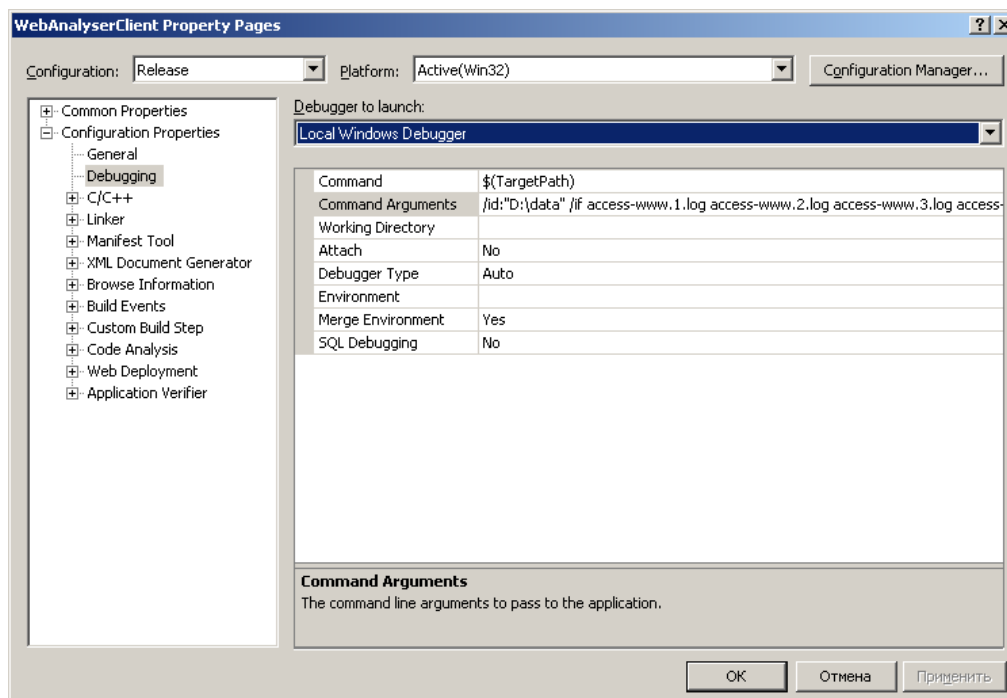 WebAnalyserClient Property Pages
Configuration: Release Platform: Active(Win32) Configuration Manager...
Common Properties
Configuration Properties
General
Debugging
C/C++
Linker
Manifest Tool
XML Document Generator
Browse Information
Build Events
Custom Build Step
Code Analysis
Web Deployment
Application Verifier
Debugger to launch:
Local Windows Debugger
Command $(TargetPath)
Command Arguments /id:"D:\data" /if access-www.1.log access-www.2.log access-www.3.log access-
Working Directory
Attach No
Debugger Type Auto
Environment
Merge Environment Yes
SQL Debugging No
Command Arguments
The command line arguments to pass to the application.
OK Отмена Применить